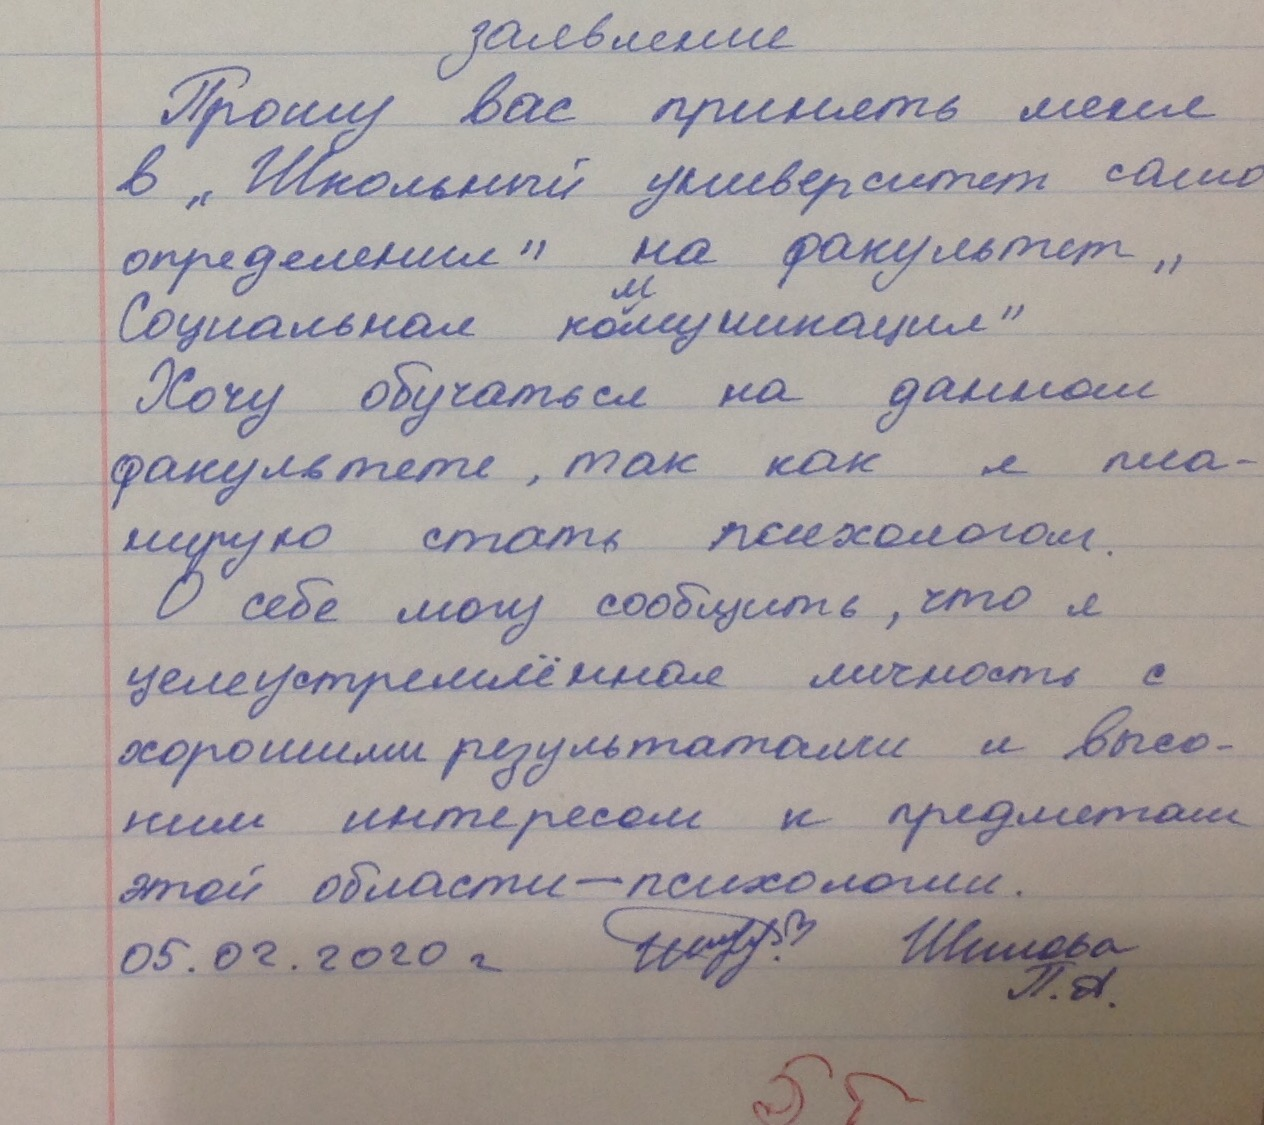 заявление
Прошу вас принять меня
в „Школьный университет само
определения" на факультет „
Социальная коммуникация"
Хочу обучаться на данном
факультете, так как я пла-
нирую стать психологом.
О себе могу сообщить, что я
целеустремлённая личность с
хорошими результатами и высо-
ким интересом к предметам
этой области — психологии.
05.02.2020 г Шилова
П.А.